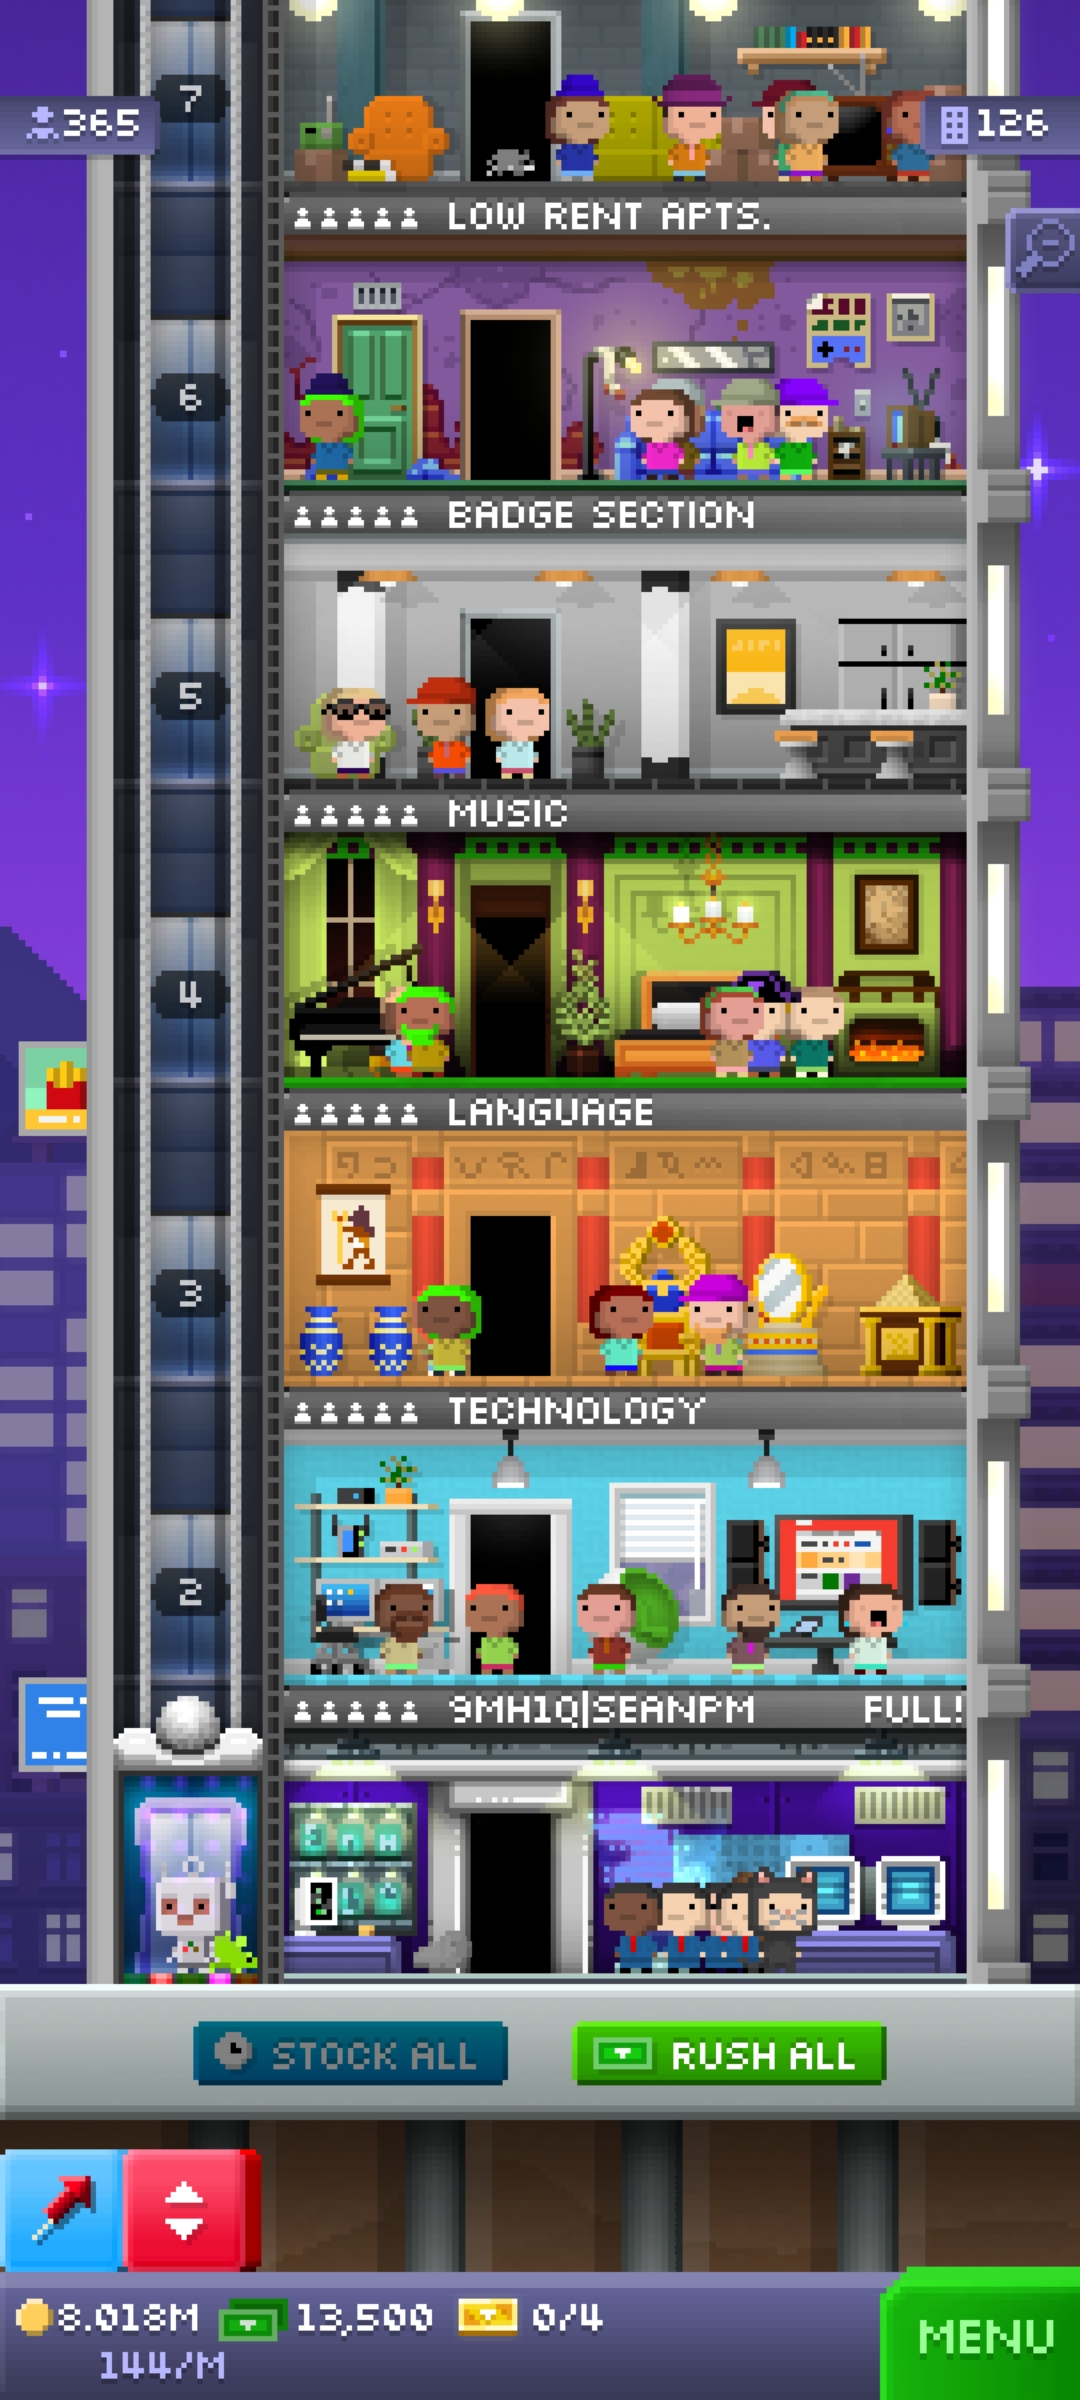 7
365
126
LOW RENT APTS.
6
BADGE SECTION
5
MUSIC
4
LANGUAGE
3
TECHNOLOGY
2
9MH1Q|SEANPM FULL!
STOCK ALL
RUSH ALL
8.018M 13,500 0/4
144/M
MENU